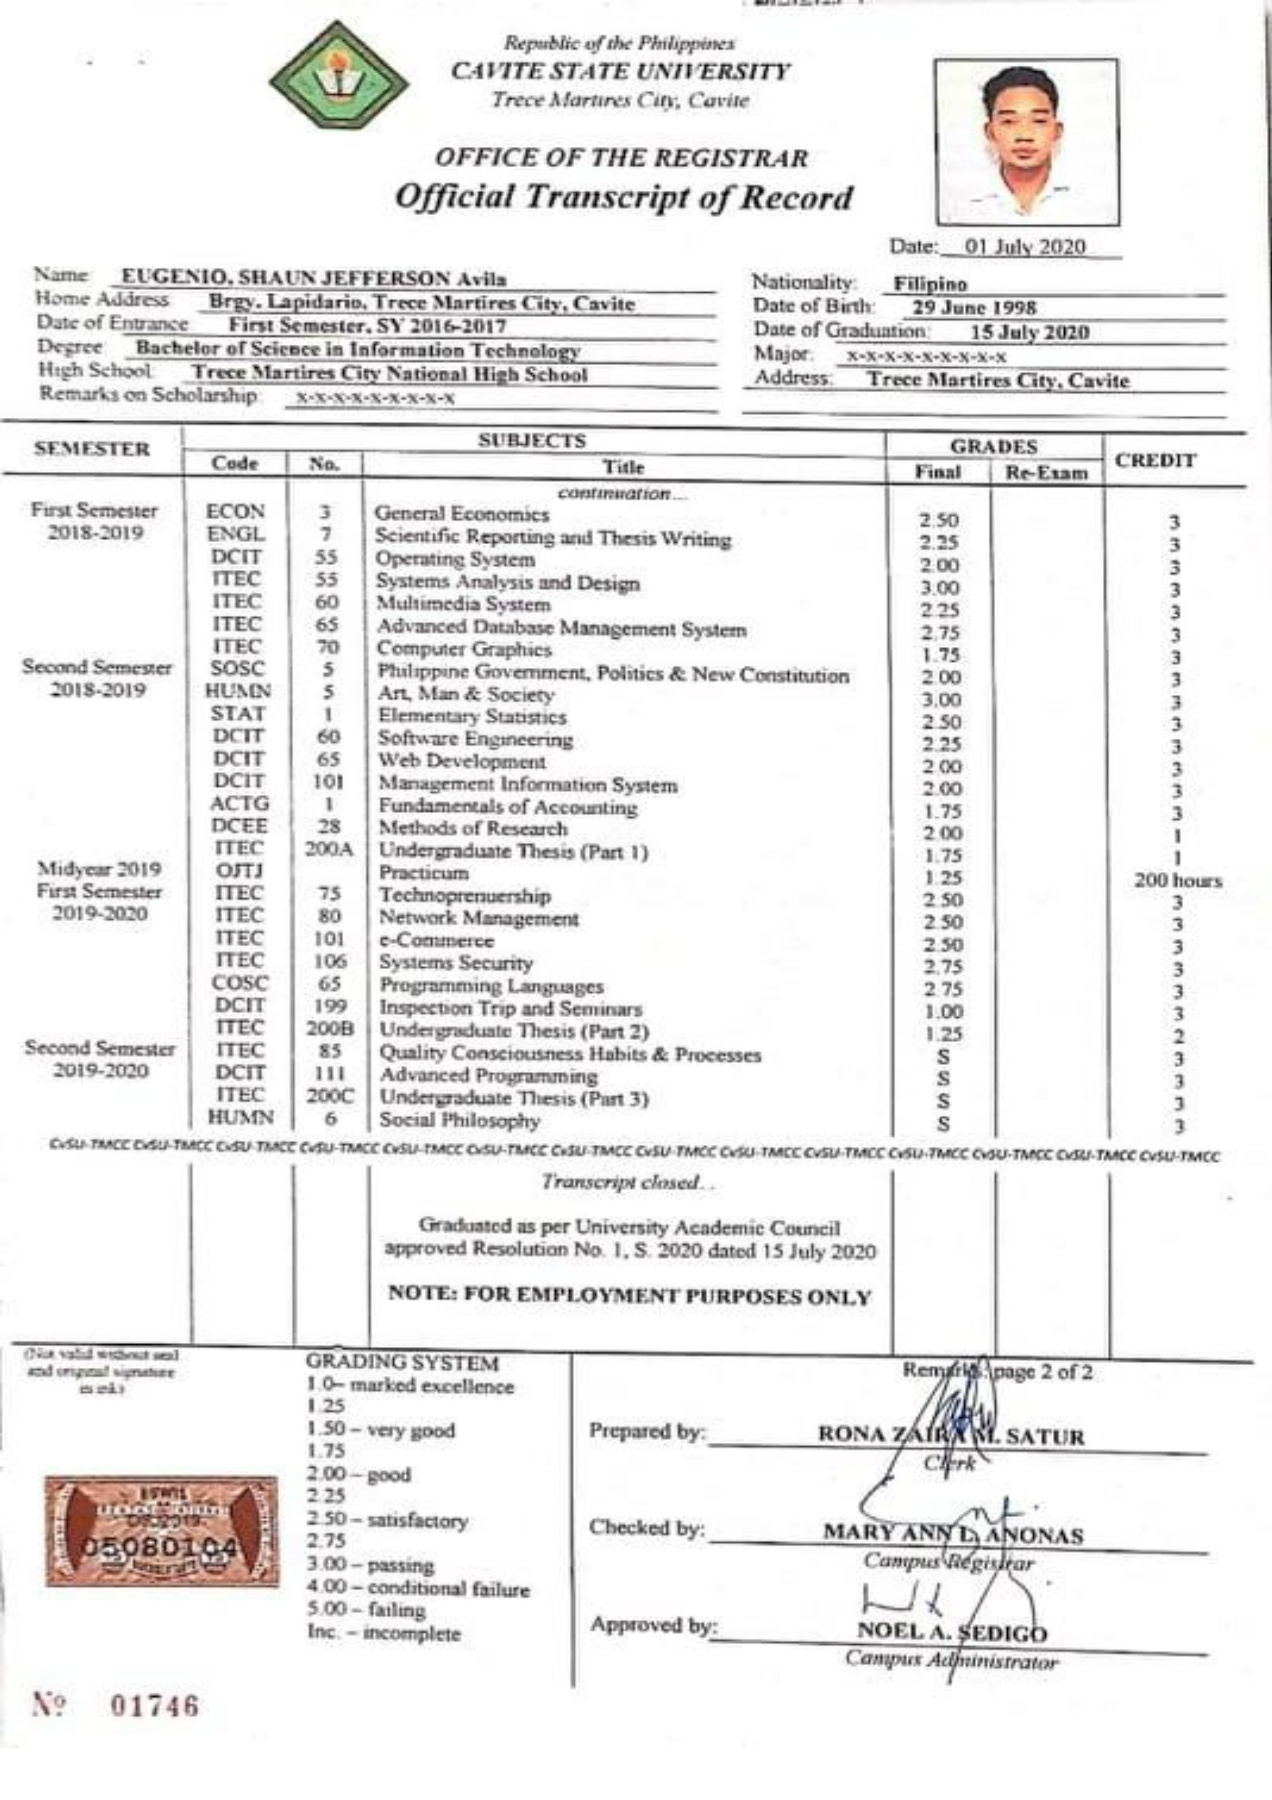 Republic of the Philippines
CAVITE STATE UNIVERSITY
Trece Martires City, Cavite
OFFICE OF THE REGISTRAR
Official Transcript of Record
Date: 01 July 2020
Name EUGENIO, SHAUN JEFFERSON Avila
Home Address Brgy. Lapidario, Trece Martires City, Cavite
Date of Entrance First Semester, SY 2016-2017
Degree Bachelor of Science in Information Technology
High School Trece Martires City National High School
Remarks on Scholarship x-x-x-x-x-x-x-x-x
Nationality: Filipino
Date of Birth: 29 June 1998
Date of Graduation: 15 July 2020
Major: x-x-x-x-x-x-x-x-x
Address: Trece Martires City, Cavite
SEMESTER SUBJECTS GRADES CREDIT
Code No. Title Final Re-Exam
continuation...
First Semester ECON 3 General Economics 2.50 3
2018-2019 ENGL 7 Scientific Reporting and Thesis Writing 2.25 3
DCIT 55 Operating System 2.00 3
ITEC 55 Systems Analysis and Design 3.00 3
ITEC 60 Multimedia System 2.25 3
ITEC 65 Advanced Database Management System 2.75 3
ITEC 70 Computer Graphics 1.75 3
Second Semester SOSC 5 Philippine Government, Politics & New Constitution 2.00 3
2018-2019 HUMN 5 Art, Man & Society 3.00 3
STAT 1 Elementary Statistics 2.50 3
DCIT 60 Software Engineering 2.25 3
DCIT 65 Web Development 2.00 3
DCIT 101 Management Information System 2.00 3
ACTG 1 Fundamentals of Accounting 1.75 3
DCEE 28 Methods of Research 2.00 1
ITEC 200A Undergraduate Thesis (Part 1) 1.75 1
Midyear 2019 OJTJ Practicum 1.25 200 hours
First Semester ITEC 75 Technoprenuership 2.50 3
2019-2020 ITEC 80 Network Management 2.50 3
ITEC 101 e-Commerce 2.50 3
ITEC 106 Systems Security 2.75 3
COSC 65 Programming Languages 2.75 3
DCIT 199 Inspection Trip and Seminars 1.00 3
ITEC 200B Undergraduate Thesis (Part 2) 1.25 2
Second Semester ITEC 85 Quality Consciousness Habits & Processes S 3
2019-2020 DCIT 111 Advanced Programming S 3
ITEC 200C Undergraduate Thesis (Part 3) S 3
HUMN 6 Social Philosophy S 3
CvSU-TMCC CvSU-TMCC CvSU-TMCC CvSU-TMCC CvSU-TMCC CvSU-TMCC CvSU-TMCC CvSU-TMCC CvSU-TMCC CvSU-TMCC CvSU-TMCC CvSU-TMCC CvSU-TMCC CvSU-TMCC
Transcript closed. .
Graduated as per University Academic Council
approved Resolution No. 1, S. 2020 dated 15 July 2020
NOTE: FOR EMPLOYMENT PURPOSES ONLY
(Not valid without seal
and original signature
in ink)
GRADING SYSTEM
1.0– marked excellence
1.25
1.50 – very good
1.75
2.00 – good
2.25
2.50 – satisfactory
2.75
3.00 – passing
4.00 – conditional failure
5.00 – failing
Inc. – incomplete
Remarks: page 2 of 2
Prepared by: RONA ZAIRA M. SATUR
Clerk
Checked by: MARY ANN L. ANONAS
Campus Registrar
Approved by: NOEL A. SEDIGO
Campus Administrator
05080104
Nº 01746